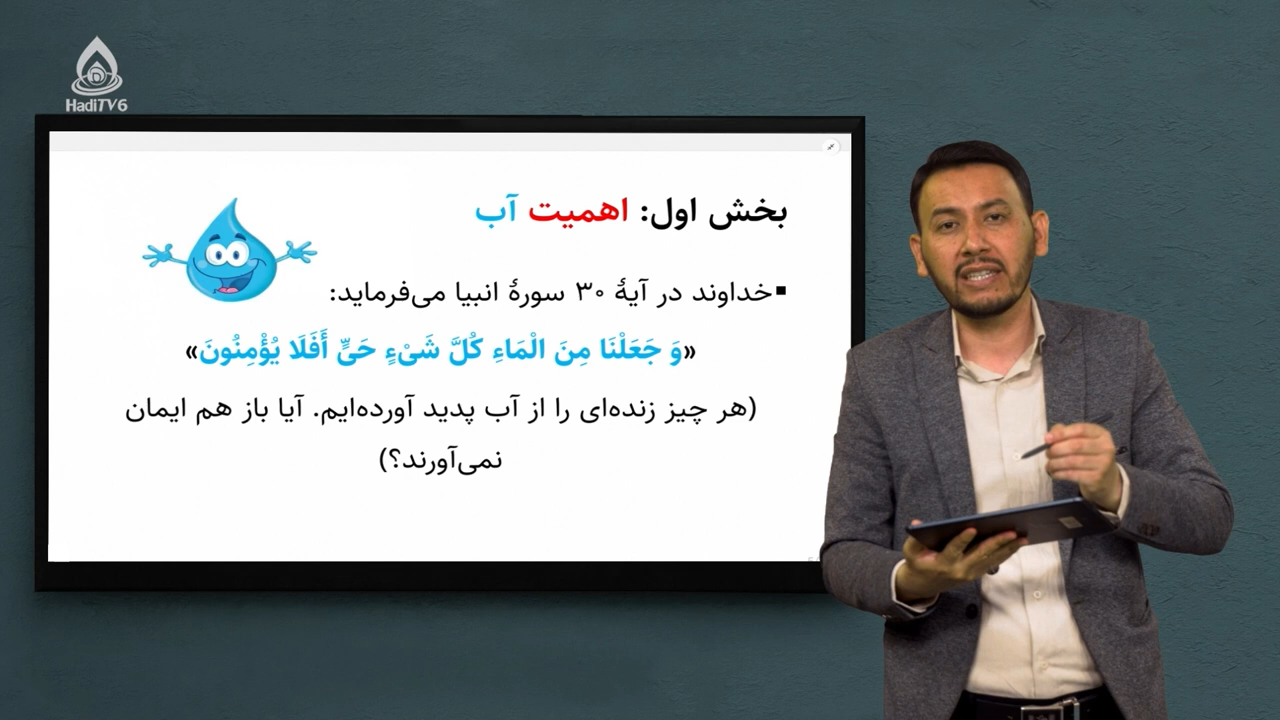 HadiTV6
بخش اول: اهمیت آب
▪خداوند در آیهٔ ۳۰ سورهٔ انبیا می‌فرماید:
«وَ جَعَلْنَا مِنَ الْمَاءِ كُلَّ شَیْءٍ حَیٍّ أَفَلَا يُؤْمِنُونَ»
(هر چیز زنده‌ای را از آب پدید آورده‌ایم. آیا باز هم ایمان
نمی‌آورند؟)